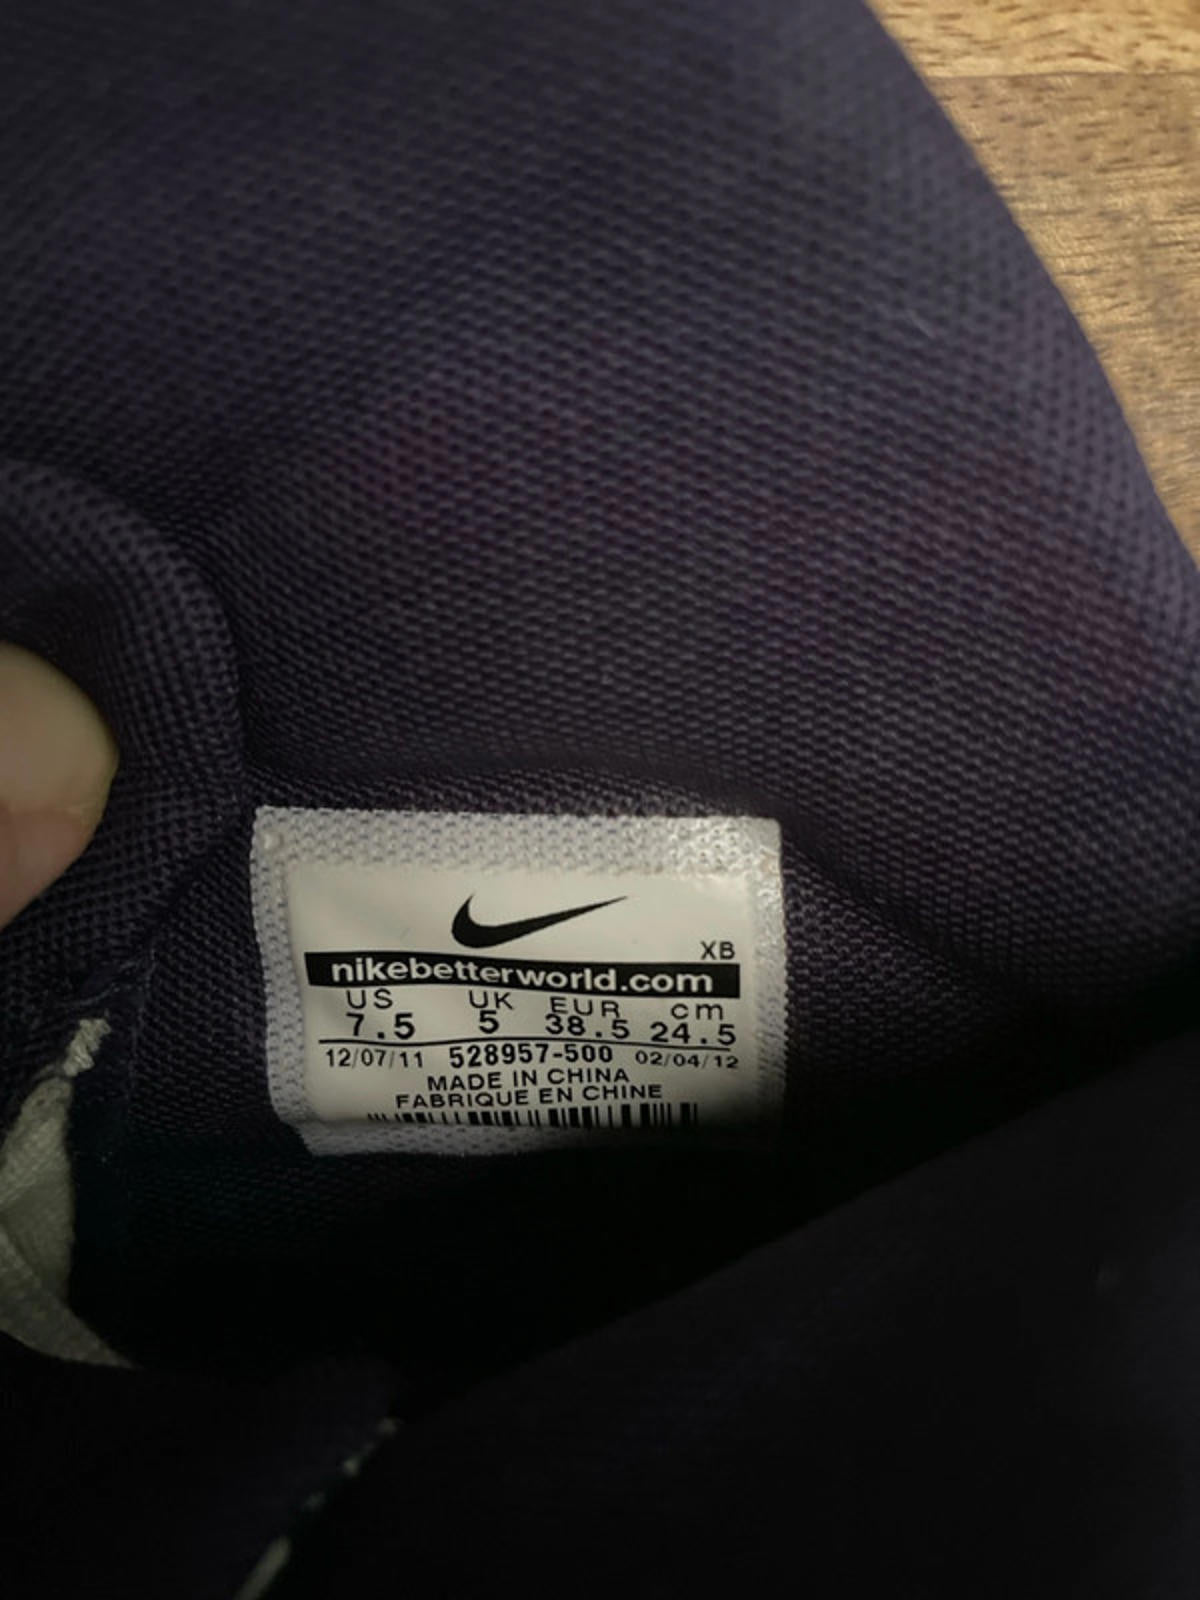 XB
nikebetterworld.com
US UK EUR cm
7.5 5 38.5 24.5
12/07/11 528957-500 02/04/12
MADE IN CHINA
FABRIQUE EN CHINE